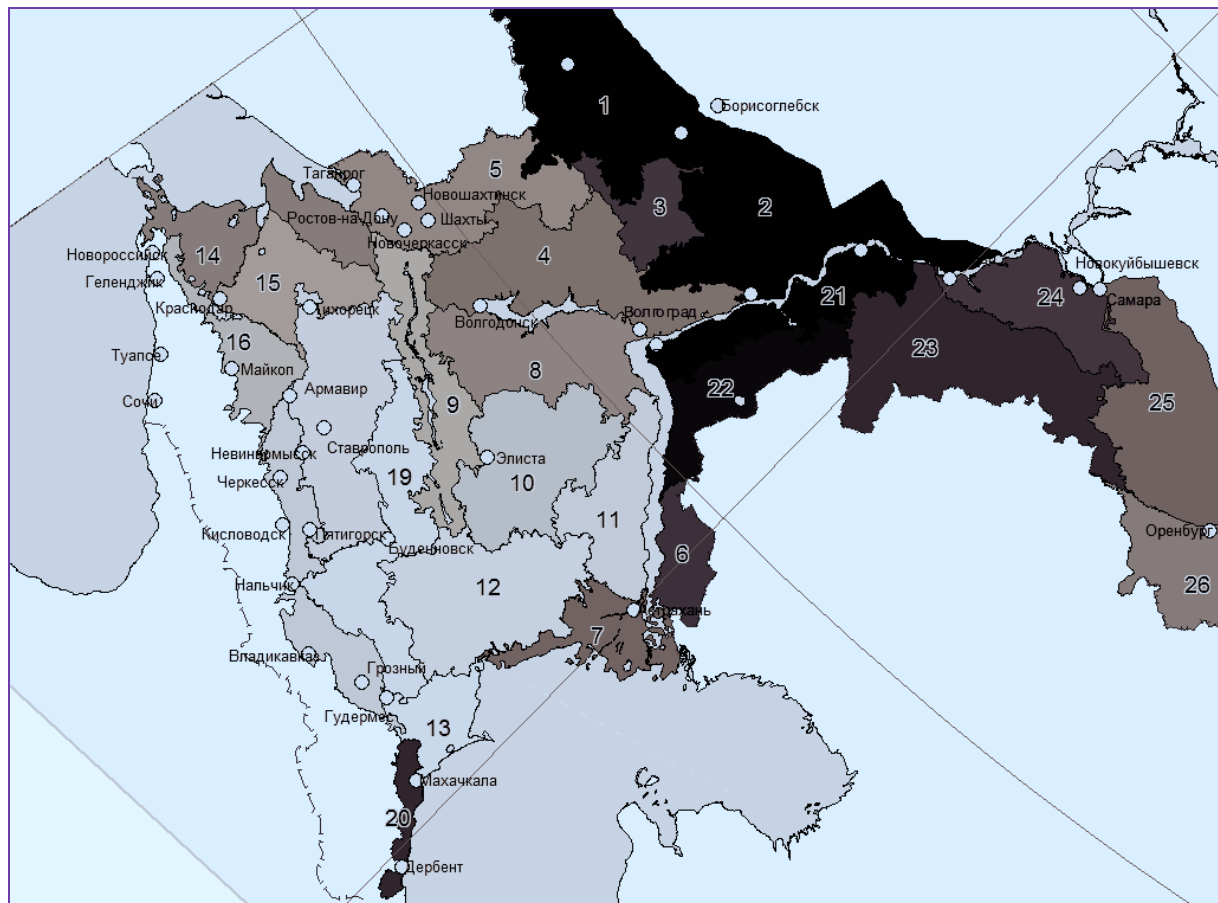 1
Борисоглебск
5
Таганрог
Новошахтинск
3
2
Ростов-на-Дону
Шахты
Новочеркасск
14
4
Новороссийск
Геленджик
15
Новокуйбышевск
21
24
Самара
Краснодар
Тихорецк
Волгодонск
Волгоград
16
23
Туапсе
Майкоп
8
Армавир
22
Сочи
9
25
Ставрополь
Невинномысск
Элиста
19
Черкесск
10
11
Кисловодск
Пятигорск
Буденновск
6
Оренбург
Нальчик
12
Астрахань
26
7
Владикавказ
Грозный
Гудермес
13
Махачкала
20
Дербент